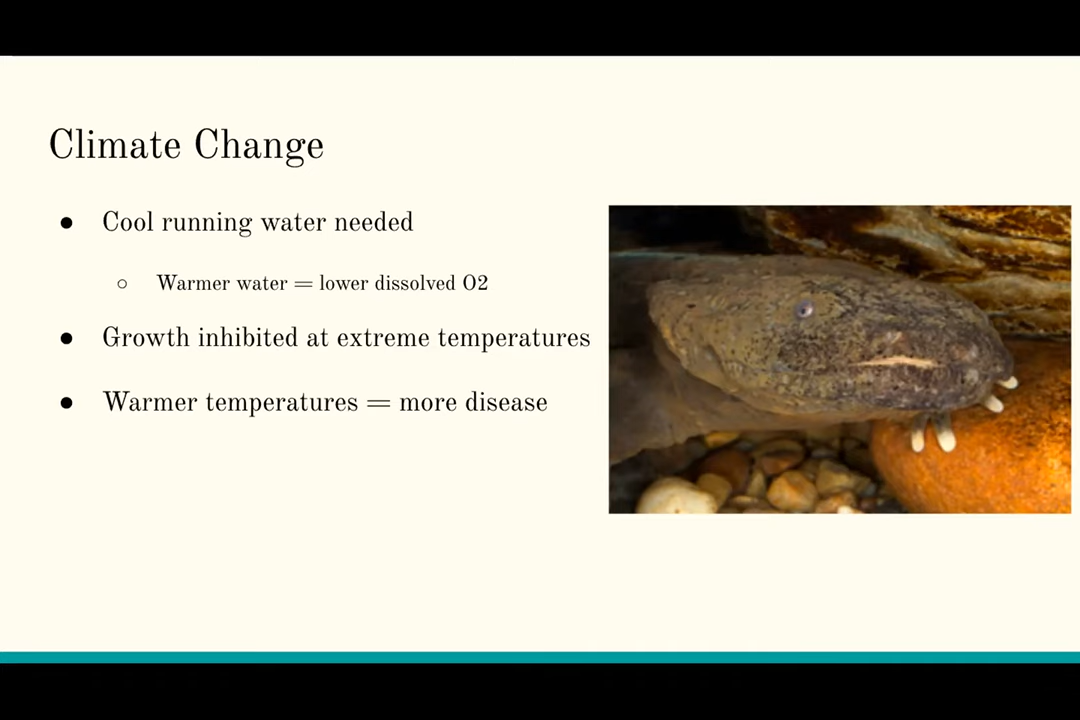 Climate Change
● Cool running water needed
○ Warmer water = lower dissolved O2
● Growth inhibited at extreme temperatures
● Warmer temperatures = more disease